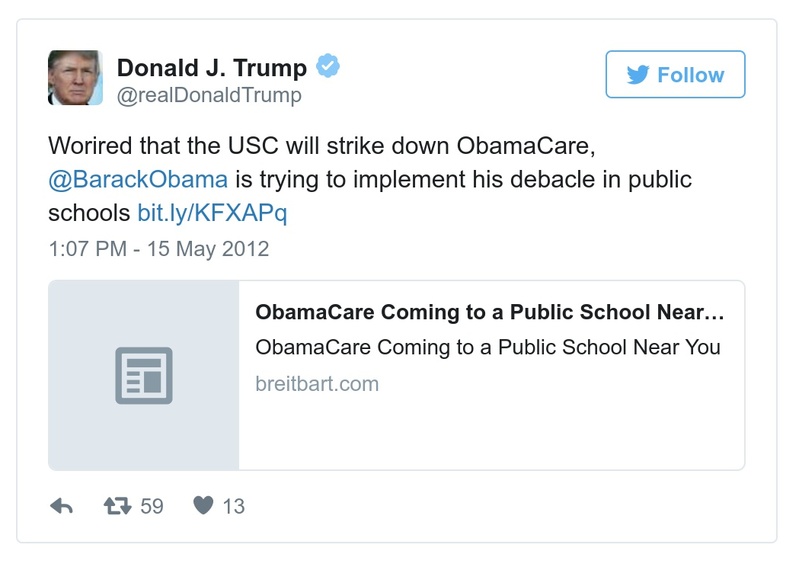 Donald J. Trump
@realDonaldTrump
Follow
Worired that the USC will strike down ObamaCare,
@BarackObama is trying to implement his debacle in public
schools bit.ly/KFXAPq
1:07 PM - 15 May 2012
ObamaCare Coming to a Public School Near…
ObamaCare Coming to a Public School Near You
breitbart.com
59 13